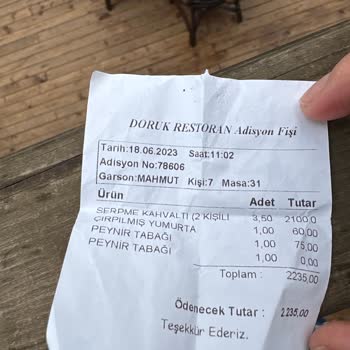 DORUK RESTORAN Adisyon Fişi
Tarih:18.06.2023 Saat:11:02
Adisyon No:78606
Garson:MAHMUT Kişi:7 Masa:31
Ürün Adet Tutar
SERPME KAHVALTI (2 KİŞİLİ 3,50 2100,0
ÇIRPILMIŞ YUMURTA 1,00 60,00
PEYNİR TABAĞI 1,00 75,00
PEYNİR TABAĞI 1,00 0,00
Toplam : 2235,00
Ödenecek Tutar : 2.235,00
Teşekkür Ederiz.